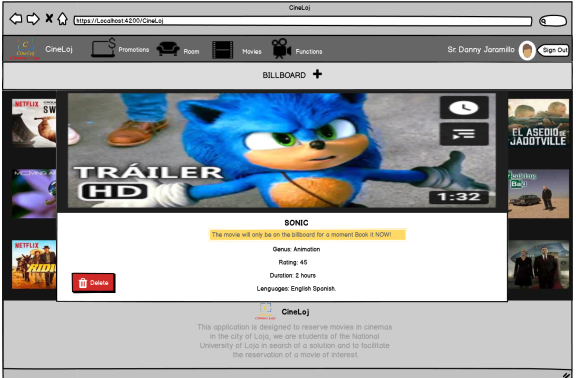 CineLoj
https://Localhost:4200/CineLoj
CineLoj
CineLoj
Promotions
Room
Movies
Functions
Sr. Danny Jaramillo
Sign Out
BILLBOARD
NETFLIX
EL ASEDIO DE
JADOTVILLE
TRÁILER
HD
1:32
Breaking
Bad
NETFLIX
SONIC
The movie will only be on the billboard for a moment Book it NOW!
Genus: Animation
Rating: 45
Duration: 2 hours
Languages: English Spanish.
Delete
CineLoj
This application is designed to reserve movies in cinemas
in the city of Loja, we are students of the National
University of Loja in search of a solution and to facilitate
the reservation of a movie of interest.